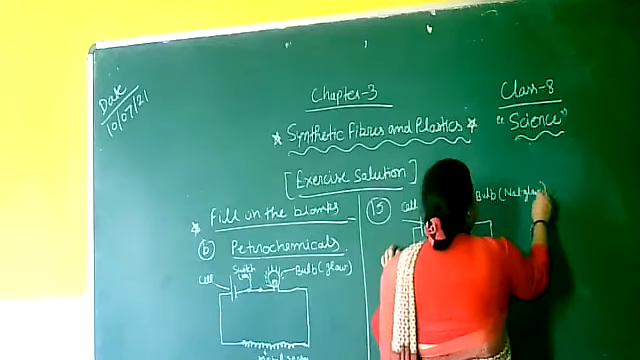 Date
10/07/21
Chapter-3
Class-8
"Science"
Synthetic Fibres and Plastics
[Exercise Solution]
Fill in the blanks
(b) Petrochemicals
Cell
Switch
Bulb (glow)
(15)
Cell
Bulb (Not glow)